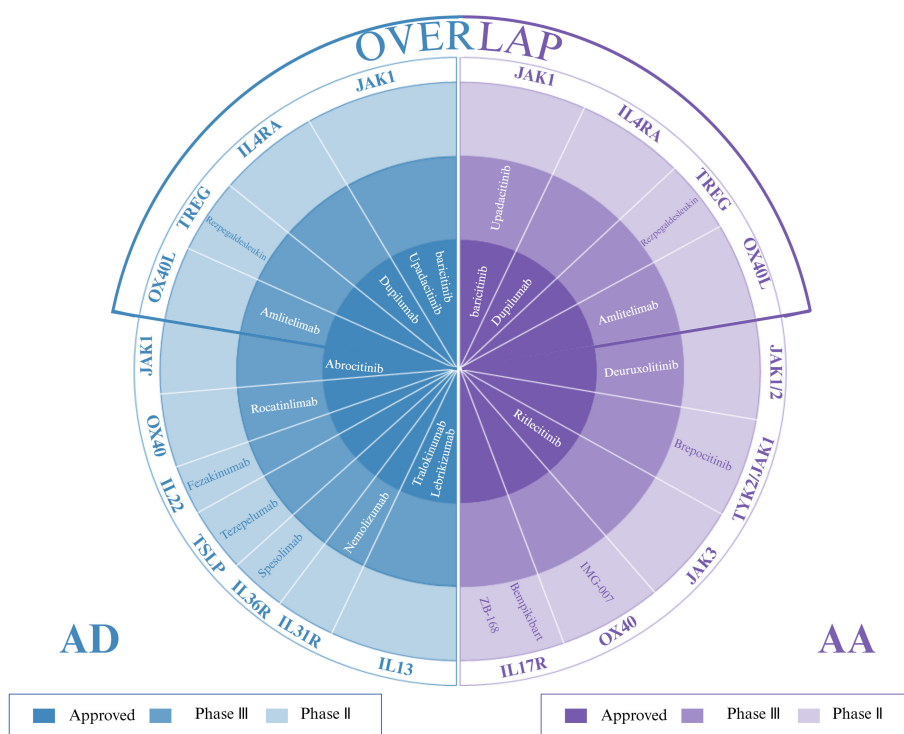 OVERLAP
JAK1
IL4RA
TREG
OX40L
JAK1
OX40
IL22
TSLP
IL36R
IL31R
IL13
baricitinib
Upadacitinib
Dupilumab
Rezpegaldesleukin
Amlitelimab
Abrocitinib
Rocatinlimab
Fezakinumab
Tezepelumab
Spesolimab
Nemolizumab
Tralokinumab
Lebrikizumab
JAK1
IL4RA
TREG
OX40L
JAK1/2
TYK2/JAK1
JAK3
OX40
IL17R
Upadacitinib
baricitinib
Dupilumab
Rezpegaldesleukin
Amlitelimab
Deuruxolitinib
Brepocitinib
Ritlecitinib
IMG-007
Bempikibart
ZB-168
AD
AA
Approved Phase Ⅲ Phase Ⅱ
Approved Phase Ⅲ Phase Ⅱ